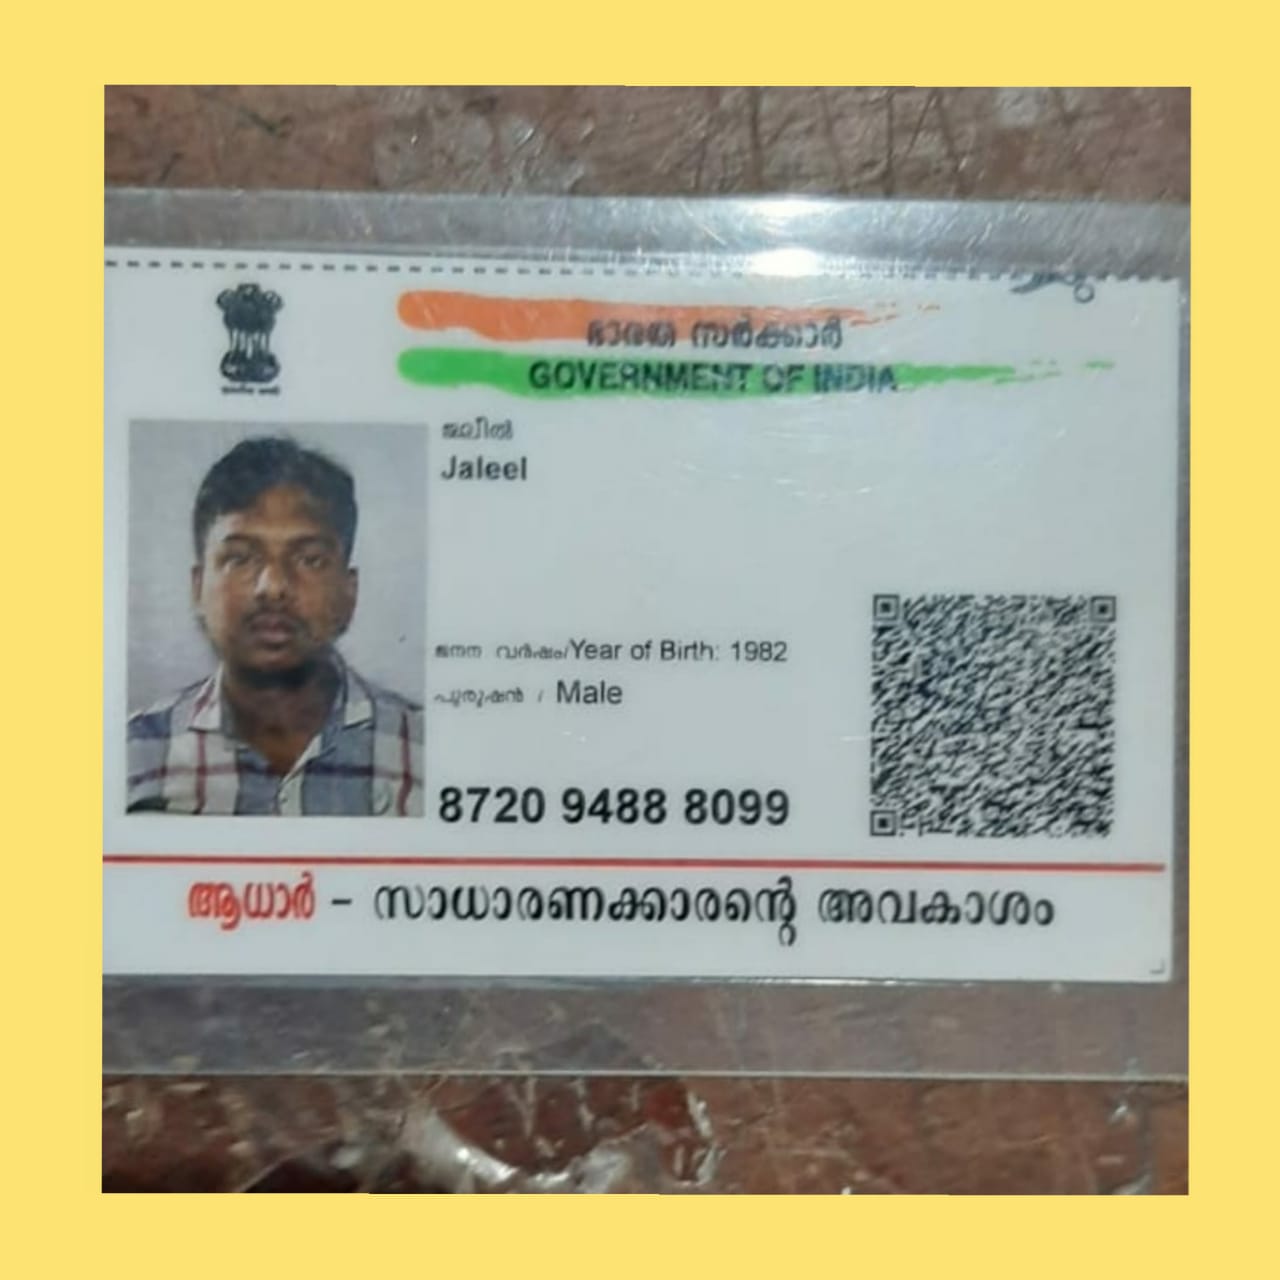 ഭാരത സർക്കാർ
GOVERNMENT OF INDIA
ജലീൽ
Jaleel
ജനന വർഷം/Year of Birth: 1982
പുരുഷൻ / Male
8720 9488 8099
ആധാർ – സാധാരണക്കാരന്റെ അവകാശം